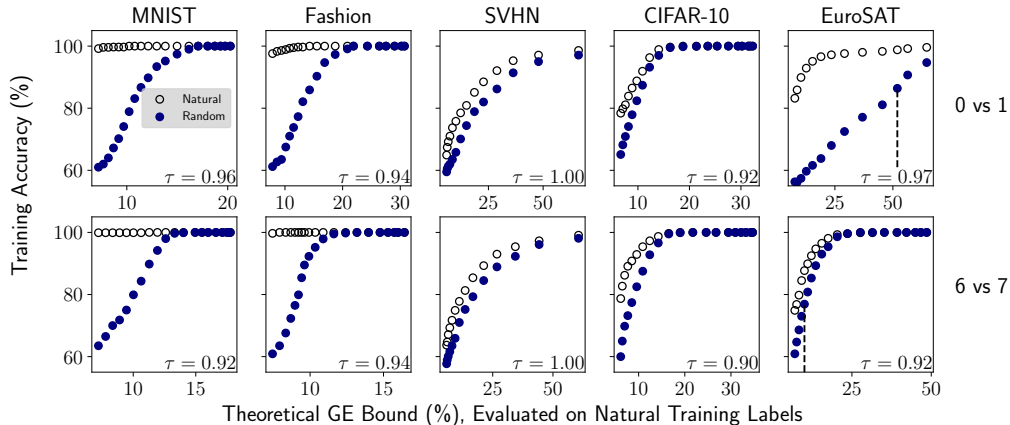 MNIST Fashion SVHN CIFAR-10 EuroSAT
100
80
60
Natural
Random
τ = 0.96 τ = 0.94 τ = 1.00 τ = 0.92 τ = 0.97
0 vs 1
10 20 10 20 30 25 50 10 20 30 25 50
100
80
60
τ = 0.92 τ = 0.94 τ = 1.00 τ = 0.90 τ = 0.92
6 vs 7
10 15 10 15 25 50 10 20 30 25 50
Training Accuracy (%)
Theoretical GE Bound (%), Evaluated on Natural Training Labels